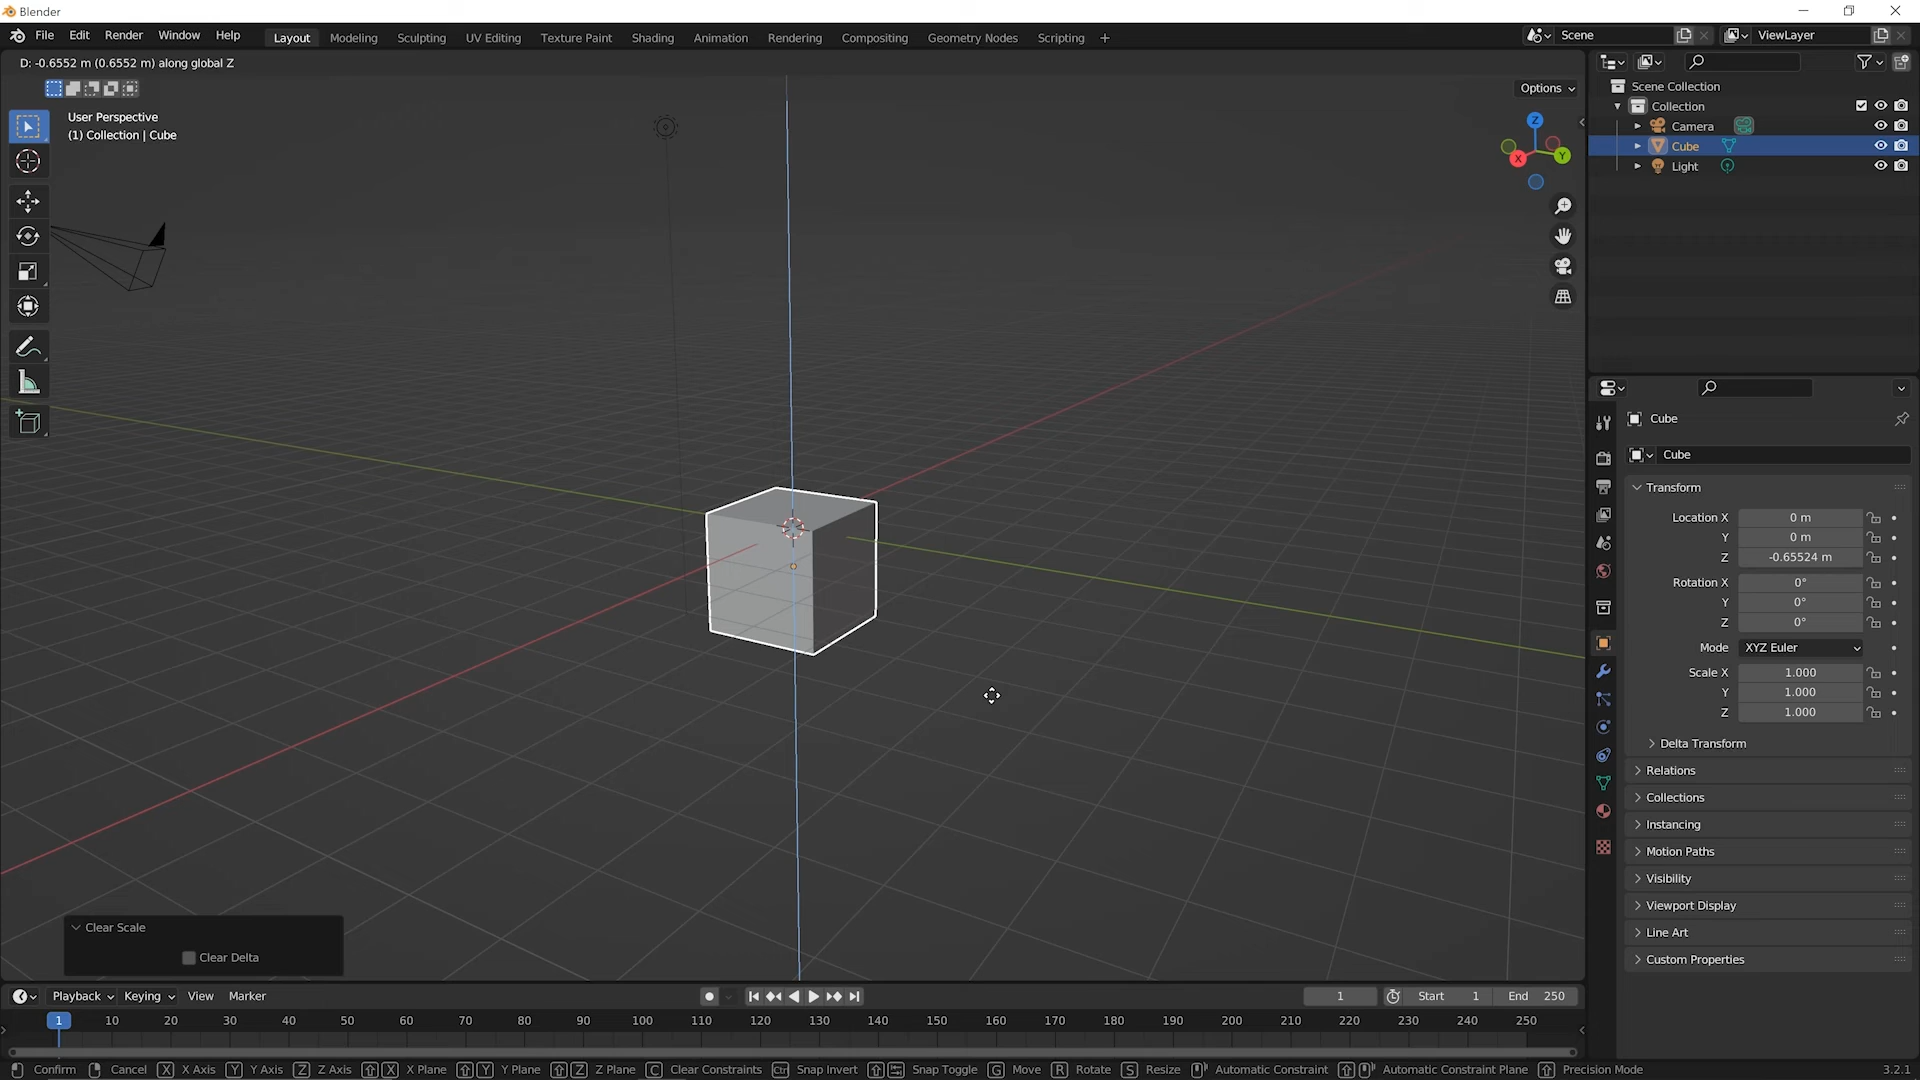 Blender
File Edit Render Window Help Layout Modeling Sculpting UV Editing Texture Paint Shading Animation Rendering Compositing Geometry Nodes Scripting + Scene ViewLayer
D: -0.6552 m (0.6552 m) along global Z
Options
User Perspective
(1) Collection | Cube
Z
X
Y
Scene Collection
Collection
Camera
Cube
Light
Cube
Cube
Transform
Location X 0 m
Y 0 m
Z -0.65524 m
Rotation X 0°
Y 0°
Z 0°
Mode XYZ Euler
Scale X 1.000
Y 1.000
Z 1.000
Delta Transform
Relations
Collections
Instancing
Motion Paths
Visibility
Viewport Display
Line Art
Custom Properties
Clear Scale
Clear Delta
Playback Keying View Marker 1 Start 1 End 250
1 10 20 30 40 50 60 70 80 90 100 110 120 130 140 150 160 170 180 190 200 210 220 230 240 250
Confirm Cancel X X Axis Y Y Axis Z Z Axis X X Plane Y Y Plane Z Z Plane C Clear Constraints Ctrl Snap Invert Snap Toggle G Move R Rotate S Resize Automatic Constraint Automatic Constraint Plane Precision Mode 3.2.1